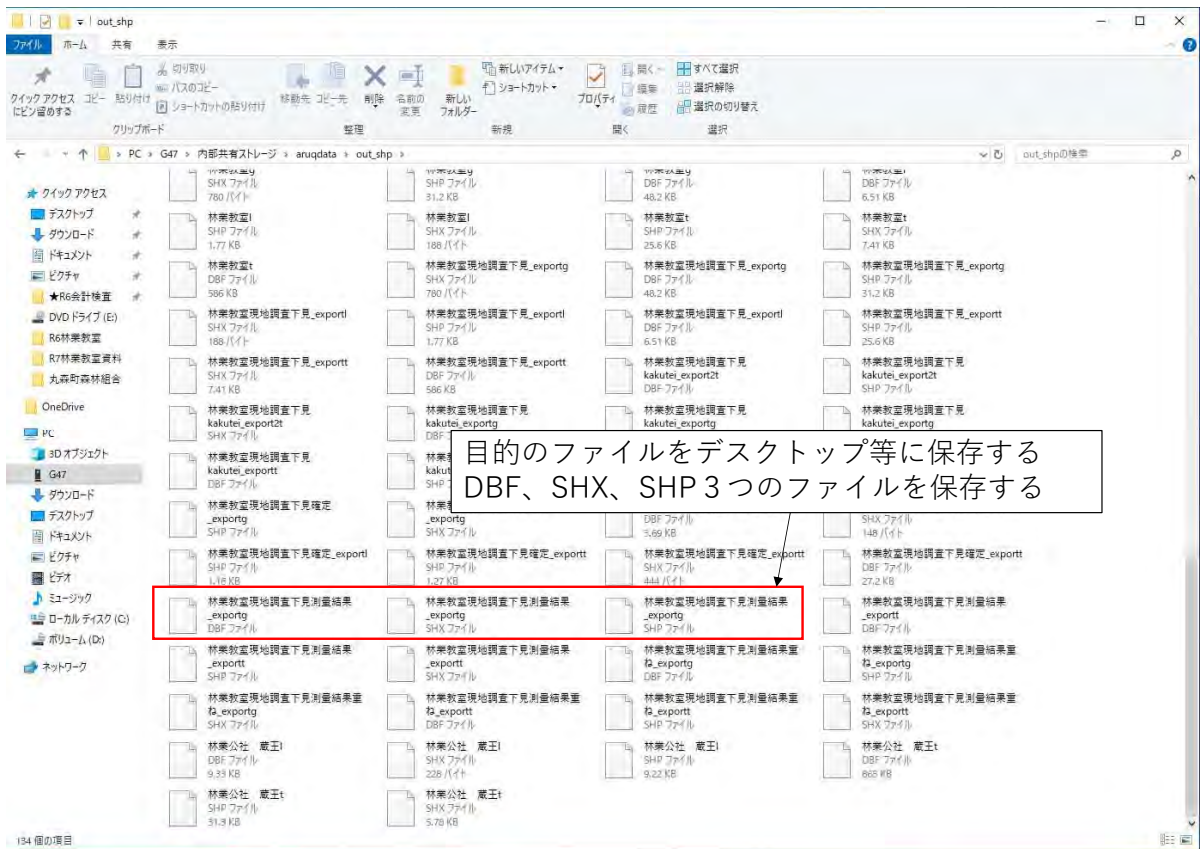 out_shp
ファイル ホーム 共有 表示
クイック アクセスにピン留めする コピー 貼り付け 切り取り パスのコピー ショートカットの貼り付け 移動先 コピー先 削除 名前の変更 新しいフォルダー 新しいアイテム ショートカット プロパティ 開く 編集 履歴 すべて選択 選択解除 選択の切り替え
クリップボード 整理 新規 開く 選択
PC > G47 > 内部共有ストレージ > aruqdata > out_shp > out_shpの検索
クイック アクセス
デスクトップ
ダウンロード
ドキュメント
ピクチャ
★R6会計検査
DVD ドライブ (E:)
R6林業教室
R7林業教室資料
丸森町森林組合
OneDrive
PC
3D オブジェクト
G47
ダウンロード
デスクトップ
ドキュメント
ピクチャ
ビデオ
ミュージック
ローカル ディスク (C:)
ボリューム (D:)
ネットワーク
林業教室g 林業教室g 林業教室g 林業教室l
SHX ファイル SHP ファイル DBF ファイル DBF ファイル
780 バイト 31.2 KB 48.2 KB 6.51 KB
林業教室l 林業教室l 林業教室t 林業教室t
SHP ファイル SHX ファイル SHP ファイル SHX ファイル
1.77 KB 188 バイト 25.6 KB 7.41 KB
林業教室t 林業教室現地調査下見_exportg 林業教室現地調査下見_exportg 林業教室現地調査下見_exportg
DBF ファイル SHX ファイル DBF ファイル SHP ファイル
586 KB 780 バイト 48.2 KB 31.2 KB
林業教室現地調査下見_exportl 林業教室現地調査下見_exportl 林業教室現地調査下見_exportl 林業教室現地調査下見_exportt
SHX ファイル SHP ファイル DBF ファイル SHP ファイル
188 バイト 1.77 KB 6.51 KB 25.6 KB
林業教室現地調査下見_exportt 林業教室現地調査下見_exportt 林業教室現地調査下見 林業教室現地調査下見
SHX ファイル DBF ファイル kakutei_export2t kakutei_export2t
7.41 KB 586 KB DBF ファイル SHP ファイル
林業教室現地調査下見 林業教室現地調査下見 林業教室現地調査下見 林業教室現地調査下見
kakutei_export2t kakutei_exportg kakutei_exportg kakutei_exportg
SHX ファイル
林業教室現地調査下見
kakutei_exportt
DBF ファイル
目的のファイルをデスクトップ等に保存する
DBF、SHX、SHP３つのファイルを保存する
林業教室現地調査下見確定
_exportg _exportg DBF ファイル SHX ファイル
SHP ファイル SHX ファイル 3.69 KB 148 バイト
林業教室現地調査下見確定_exportl 林業教室現地調査下見確定_exportt 林業教室現地調査下見確定_exportt 林業教室現地調査下見確定_exportt
SHP ファイル SHP ファイル SHX ファイル DBF ファイル
1.18 KB 1.27 KB 444 バイト 27.2 KB
林業教室現地調査下見測量結果 林業教室現地調査下見測量結果 林業教室現地調査下見測量結果 林業教室現地調査下見測量結果
_exportg _exportg _exportg _exportt
DBF ファイル SHX ファイル SHP ファイル DBF ファイル
林業教室現地調査下見測量結果 林業教室現地調査下見測量結果 林業教室現地調査下見測量結果重 林業教室現地調査下見測量結果重
_exportt _exportt ね_exportg ね_exportg
SHP ファイル SHX ファイル DBF ファイル SHP ファイル
林業教室現地調査下見測量結果重 林業教室現地調査下見測量結果重 林業教室現地調査下見測量結果重 林業教室現地調査下見測量結果重
ね_exportg ね_exportt ね_exportt ね_exportt
SHX ファイル DBF ファイル SHP ファイル SHX ファイル
林業公社 蔵王l 林業公社 蔵王l 林業公社 蔵王l 林業公社 蔵王t
DBF ファイル SHX ファイル SHP ファイル DBF ファイル
9.33 KB 228 バイト 9.22 KB 868 KB
林業公社 蔵王t 林業公社 蔵王t
SHP ファイル SHX ファイル
31.3 KB 5.78 KB
134 個の項目